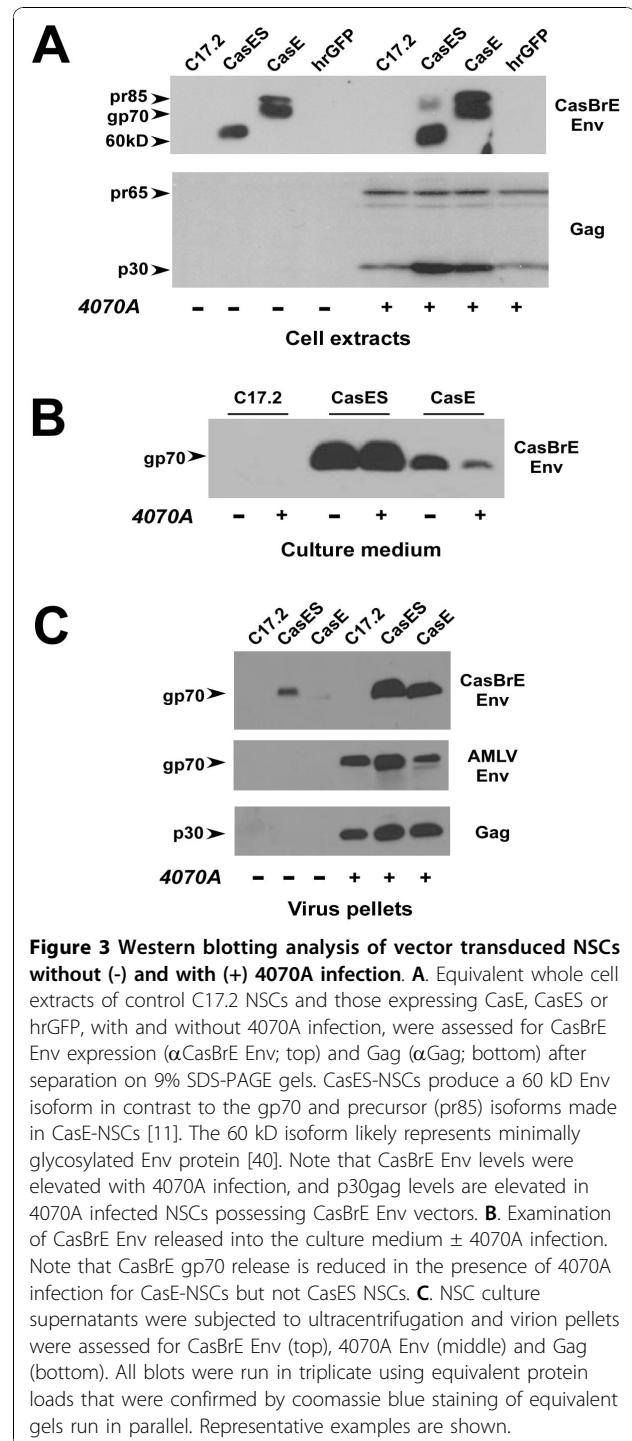 A
C17.2 CasES CasE hrGFP C17.2 CasES CasE hrGFP
pr85
gp70
60kD
CasBrE
Env
pr65
p30
Gag
4070A – – – – + + + +
Cell extracts
B
C17.2 CasES CasE
gp70
CasBrE
Env
4070A – + – + – +
Culture medium
C
C17.2 CasES CasE C17.2 CasES CasE
gp70
CasBrE
Env
gp70
AMLV
Env
p30
Gag
4070A – – – + + +
Virus pellets
Figure 3 Western blotting analysis of vector transduced NSCs
without (-) and with (+) 4070A infection. A. Equivalent whole cell
extracts of control C17.2 NSCs and those expressing CasE, CasES or
hrGFP, with and without 4070A infection, were assessed for CasBrE
Env expression (αCasBrE Env; top) and Gag (αGag; bottom) after
separation on 9% SDS-PAGE gels. CasES-NSCs produce a 60 kD Env
isoform in contrast to the gp70 and precursor (pr85) isoforms made
in CasE-NSCs [11]. The 60 kD isoform likely represents minimally
glycosylated Env protein [40]. Note that CasBrE Env levels were
elevated with 4070A infection, and p30gag levels are elevated in
4070A infected NSCs possessing CasBrE Env vectors. B. Examination
of CasBrE Env released into the culture medium ± 4070A infection.
Note that CasBrE gp70 release is reduced in the presence of 4070A
infection for CasE-NSCs but not CasES NSCs. C. NSC culture
supernatants were subjected to ultracentrifugation and virion pellets
were assessed for CasBrE Env (top), 4070A Env (middle) and Gag
(bottom). All blots were run in triplicate using equivalent protein
loads that were confirmed by coomassie blue staining of equivalent
gels run in parallel. Representative examples are shown.